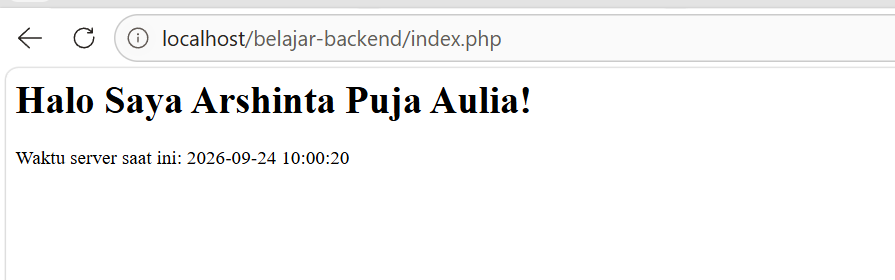 localhost/belajar-backend/index.php
Halo Saya Arshinta Puja Aulia!
Waktu server saat ini: 2026-09-24 10:00:20